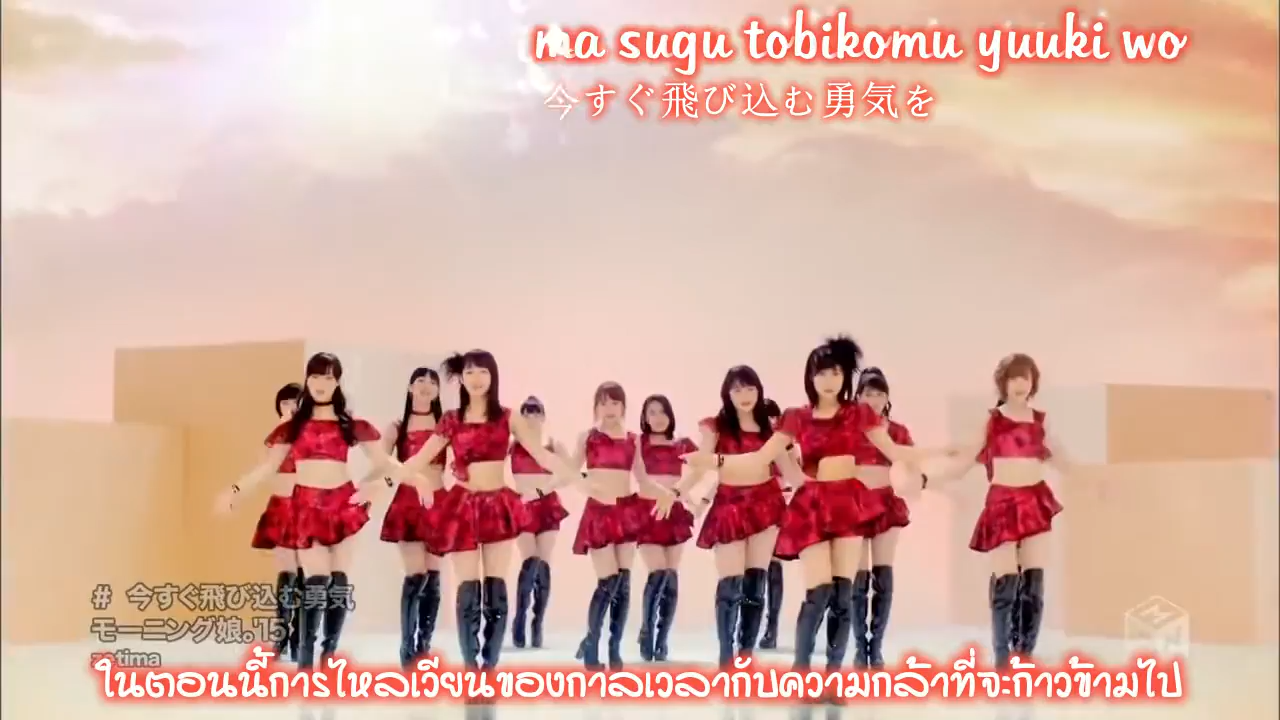 ma sugu tobikomu yuuki wo
今すぐ飛び込む勇気を
# 今すぐ飛び込む勇気
モーニング娘。'15
zetima
ในตอนนี้การไหลเวียนของกาลเวลากับความกล้าที่จะก้าวข้ามไป